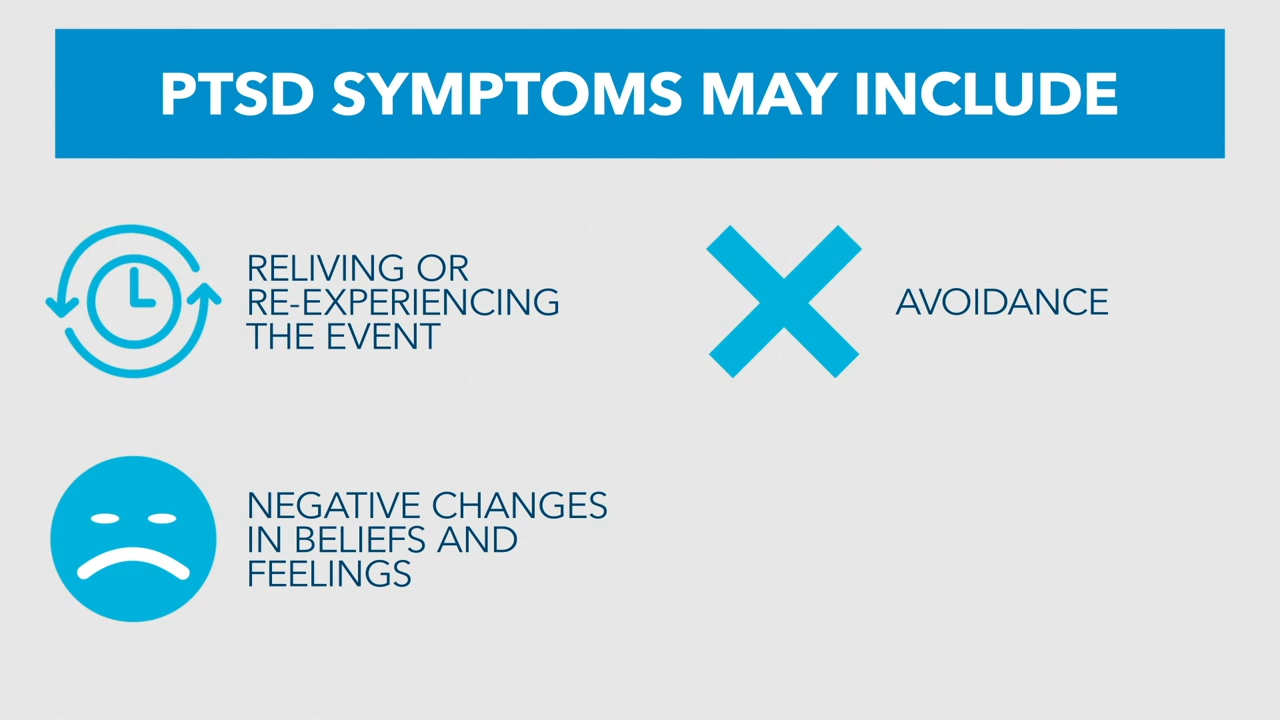 PTSD SYMPTOMS MAY INCLUDE
RELIVING OR
RE-EXPERIENCING
THE EVENT
AVOIDANCE
NEGATIVE CHANGES
IN BELIEFS AND
FEELINGS